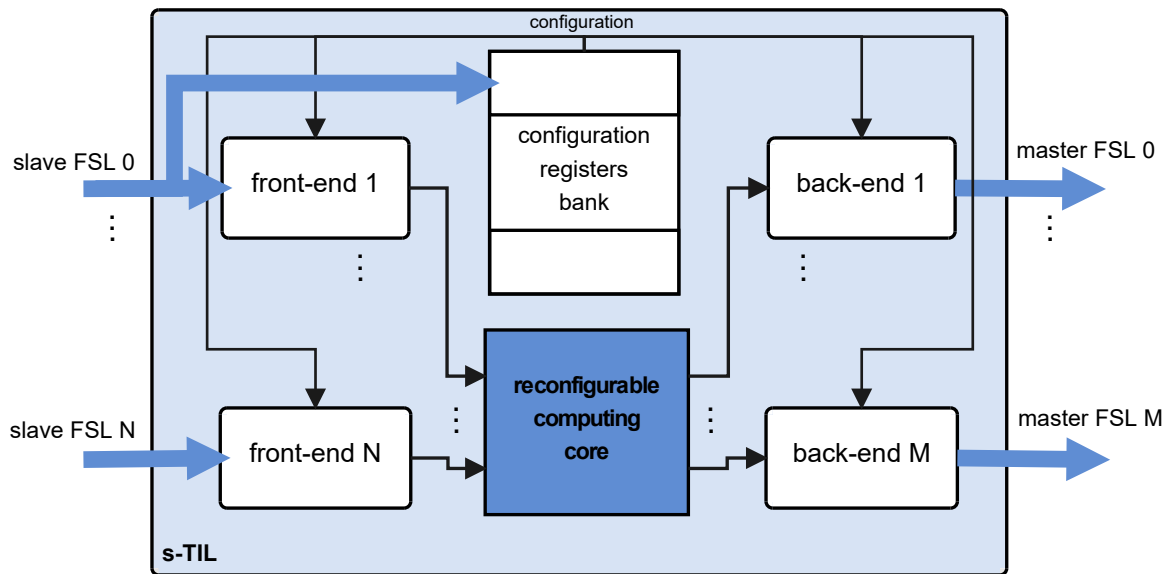 configuration
slave FSL 0
front-end 1
configuration
registers
bank
back-end 1
master FSL 0
slave FSL N
front-end N
reconfigurable
computing
core
back-end M
master FSL M
s-TIL